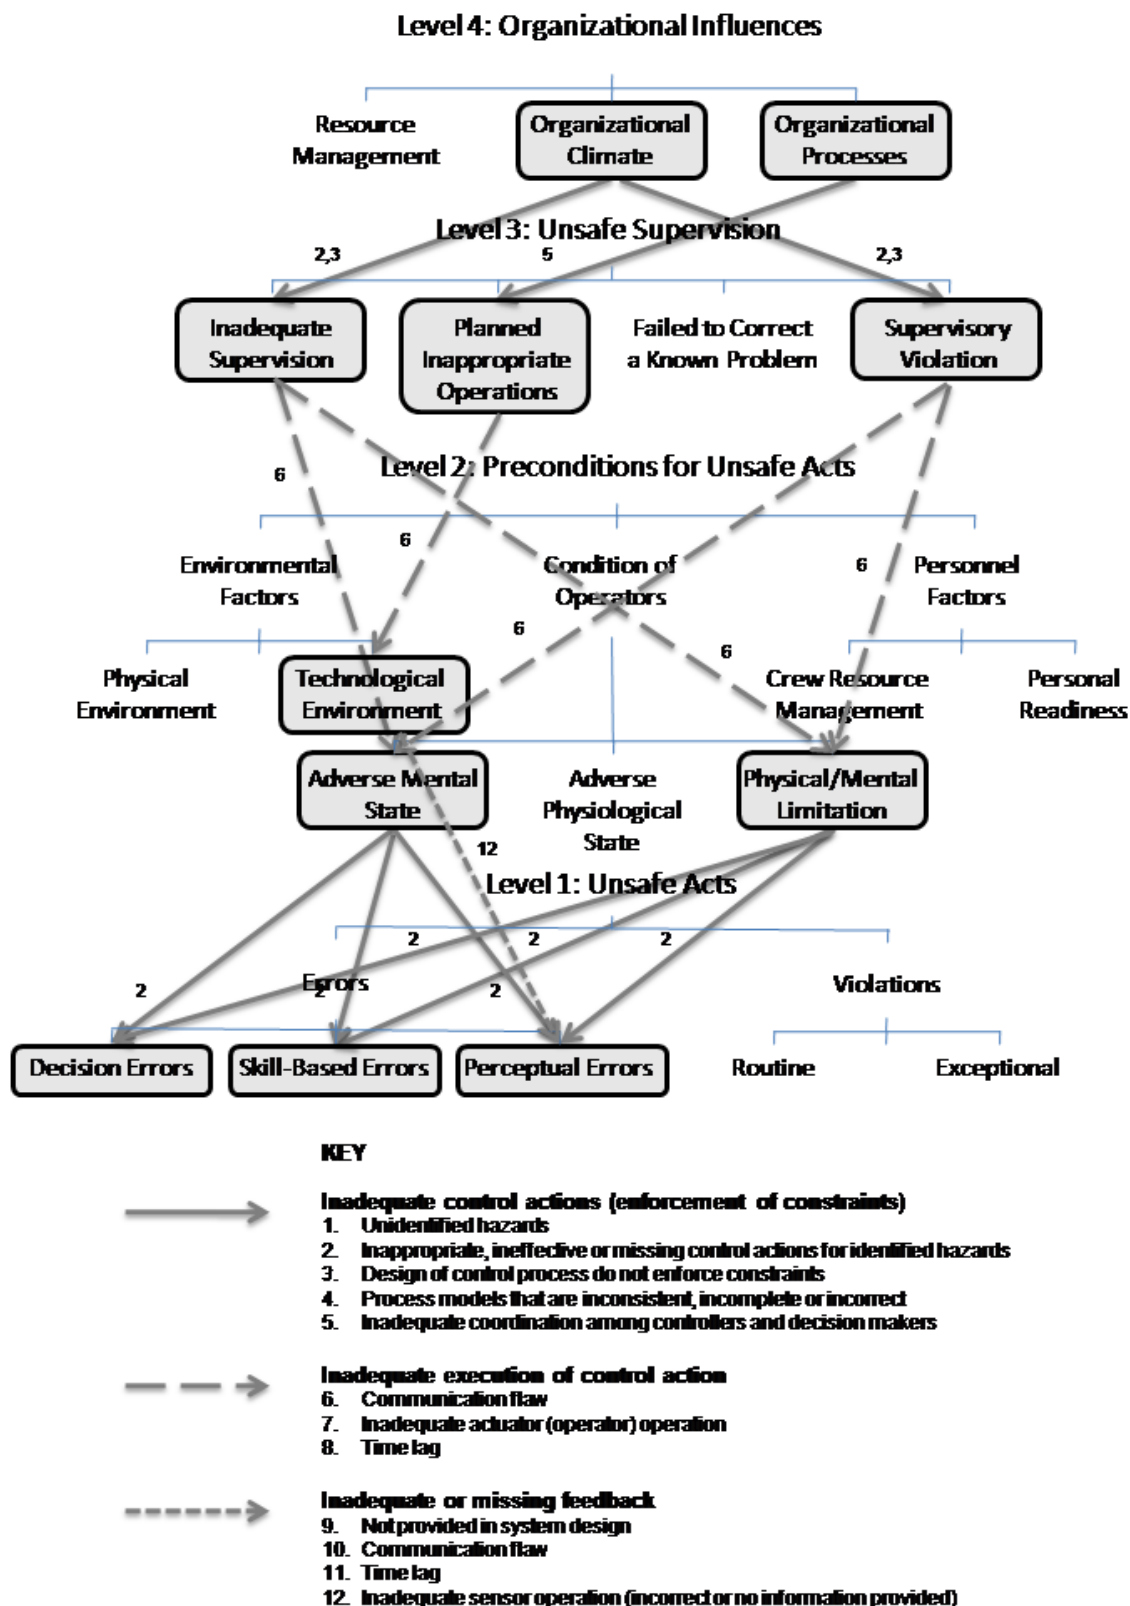 Level 4: Organizational Influences
Resource
Management
Organizational
Climate
Organizational
Processes
Level 3: Unsafe Supervision
2,3
5
2,3
Inadequate
Supervision
Planned
Inappropriate
Operations
Failed to Correct
a Known Problem
Supervisory
Violation
6
Level 2: Preconditions for Unsafe Acts
6
Environmental
Factors
Condition of
Operators
6
Personnel
Factors
6
6
Physical
Environment
Technological
Environment
Crew Resource
Management
Personal
Readiness
Adverse Mental
State
Adverse
Physiological
State
Physical/Mental
Limitation
12
Level 1: Unsafe Acts
2
2
2
Errors
Violations
2
2
2
Decision Errors
Skill-Based Errors
Perceptual Errors
Routine
Exceptional
KEY
Inadequate control actions (enforcement of constraints)
1. Unidentified hazards
2. Inappropriate, ineffective or missing control actions for identified hazards
3. Design of control process do not enforce constraints
4. Process models that are inconsistent, incomplete or incorrect
5. Inadequate coordination among controllers and decision makers
Inadequate execution of control action
6. Communication flaw
7. Inadequate actuator (operator) operation
8. Time lag
Inadequate or missing feedback
9. Not provided in system design
10. Communication flaw
11. Time lag
12. Inadequate sensor operation (incorrect or no information provided)